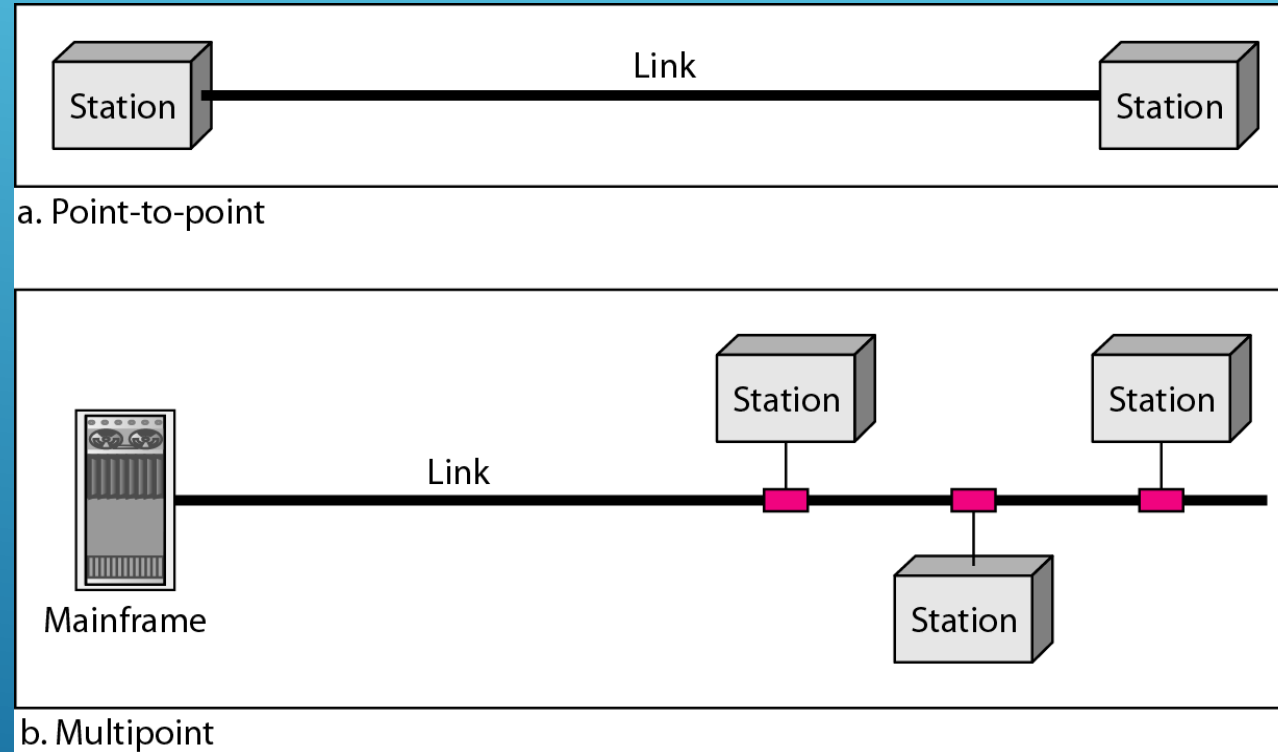 Link
Station
Station
a. Point-to-point
Station
Station
Link
Station
Mainframe
b. Multipoint